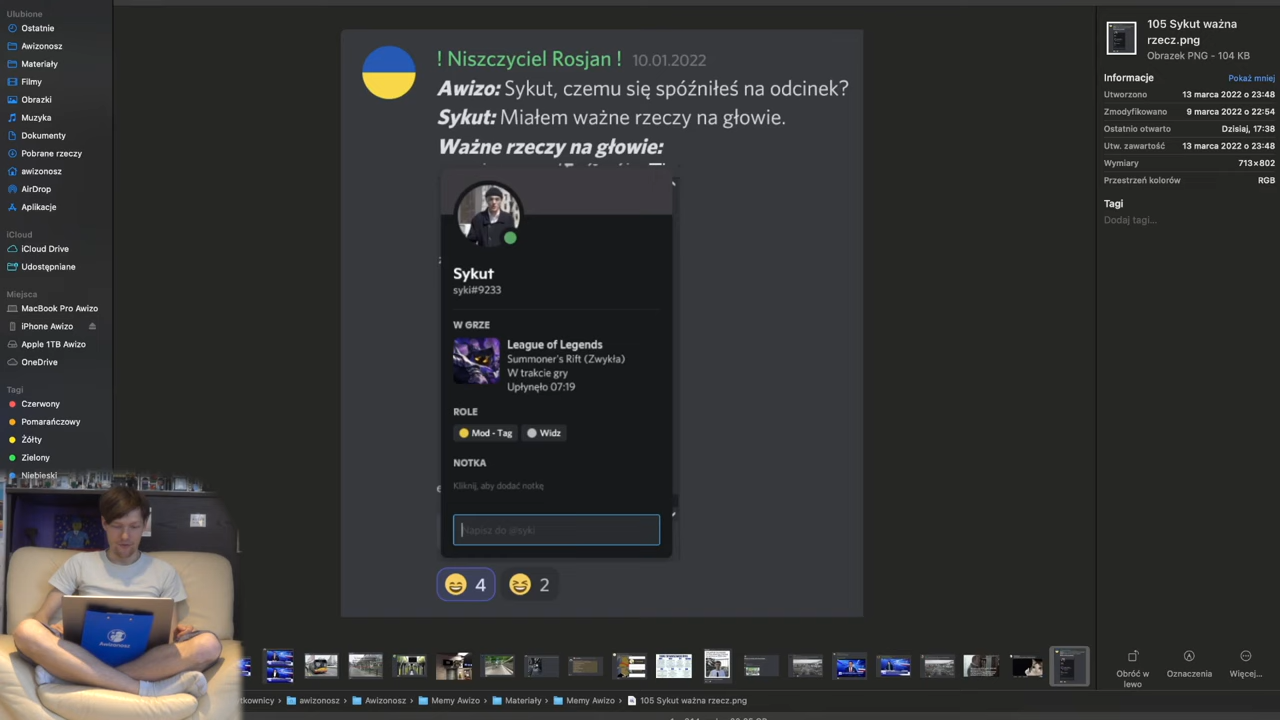 Ulubione
Ostatnie
Awizonosz
Materiały
Filmy
Obrazki
Muzyka
Dokumenty
Pobrane rzeczy
awizonosz
AirDrop
Aplikacje
iCloud
iCloud Drive
Udostępniane
Miejsca
MacBook Pro Awizo
iPhone Awizo
Apple 1TB Awizo
OneDrive
Tagi
Czerwony
Pomarańczowy
Żółty
Zielony
Niebieski
! Niszczyciel Rosjan ! 10.01.2022
Awizo: Sykut, czemu się spóźniłeś na odcinek?
Sykut: Miałem ważne rzeczy na głowie.
Ważne rzeczy na głowie:
Sykut
syki#9233
W GRZE
League of Legends
Summoner's Rift (Zwykła)
W trakcie gry
Upłynęło 07:19
ROLE
Mod - Tag Widz
NOTKA
Kliknij, aby dodać notkę
Napisz do @syki
4 2
105 Sykut ważna
rzecz.png
Obrazek PNG - 104 KB
Informacje Pokaż mniej
Utworzono 13 marca 2022 o 23:48
Zmodyfikowano 9 marca 2022 o 22:54
Ostatnio otwarto Dzisiaj, 17:38
Utw. zawartość 13 marca 2022 o 23:48
Wymiary 713×802
Przestrzeń kolorów RGB
Tagi
Dodaj tagi...
Obróć w
lewo
Oznaczenia
Więcej...
Awizonosz
tkownicy › awizonosz › Awizonosz › Memy Awizo › Materiały › Memy Awizo › 105 Sykut ważna rzecz.png